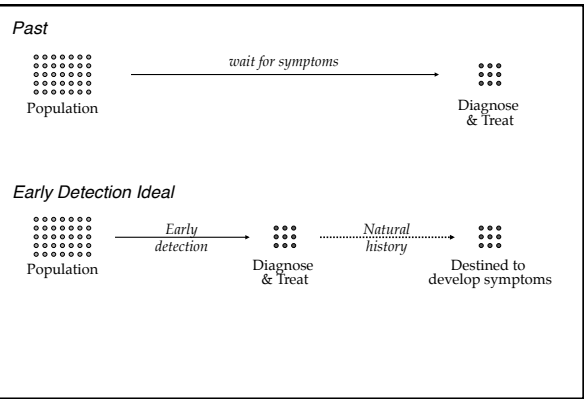 Past
wait for symptoms
Population
Diagnose
& Treat
Early Detection Ideal
Early
detection
Natural
history
Population
Diagnose
& Treat
Destined to
develop symptoms